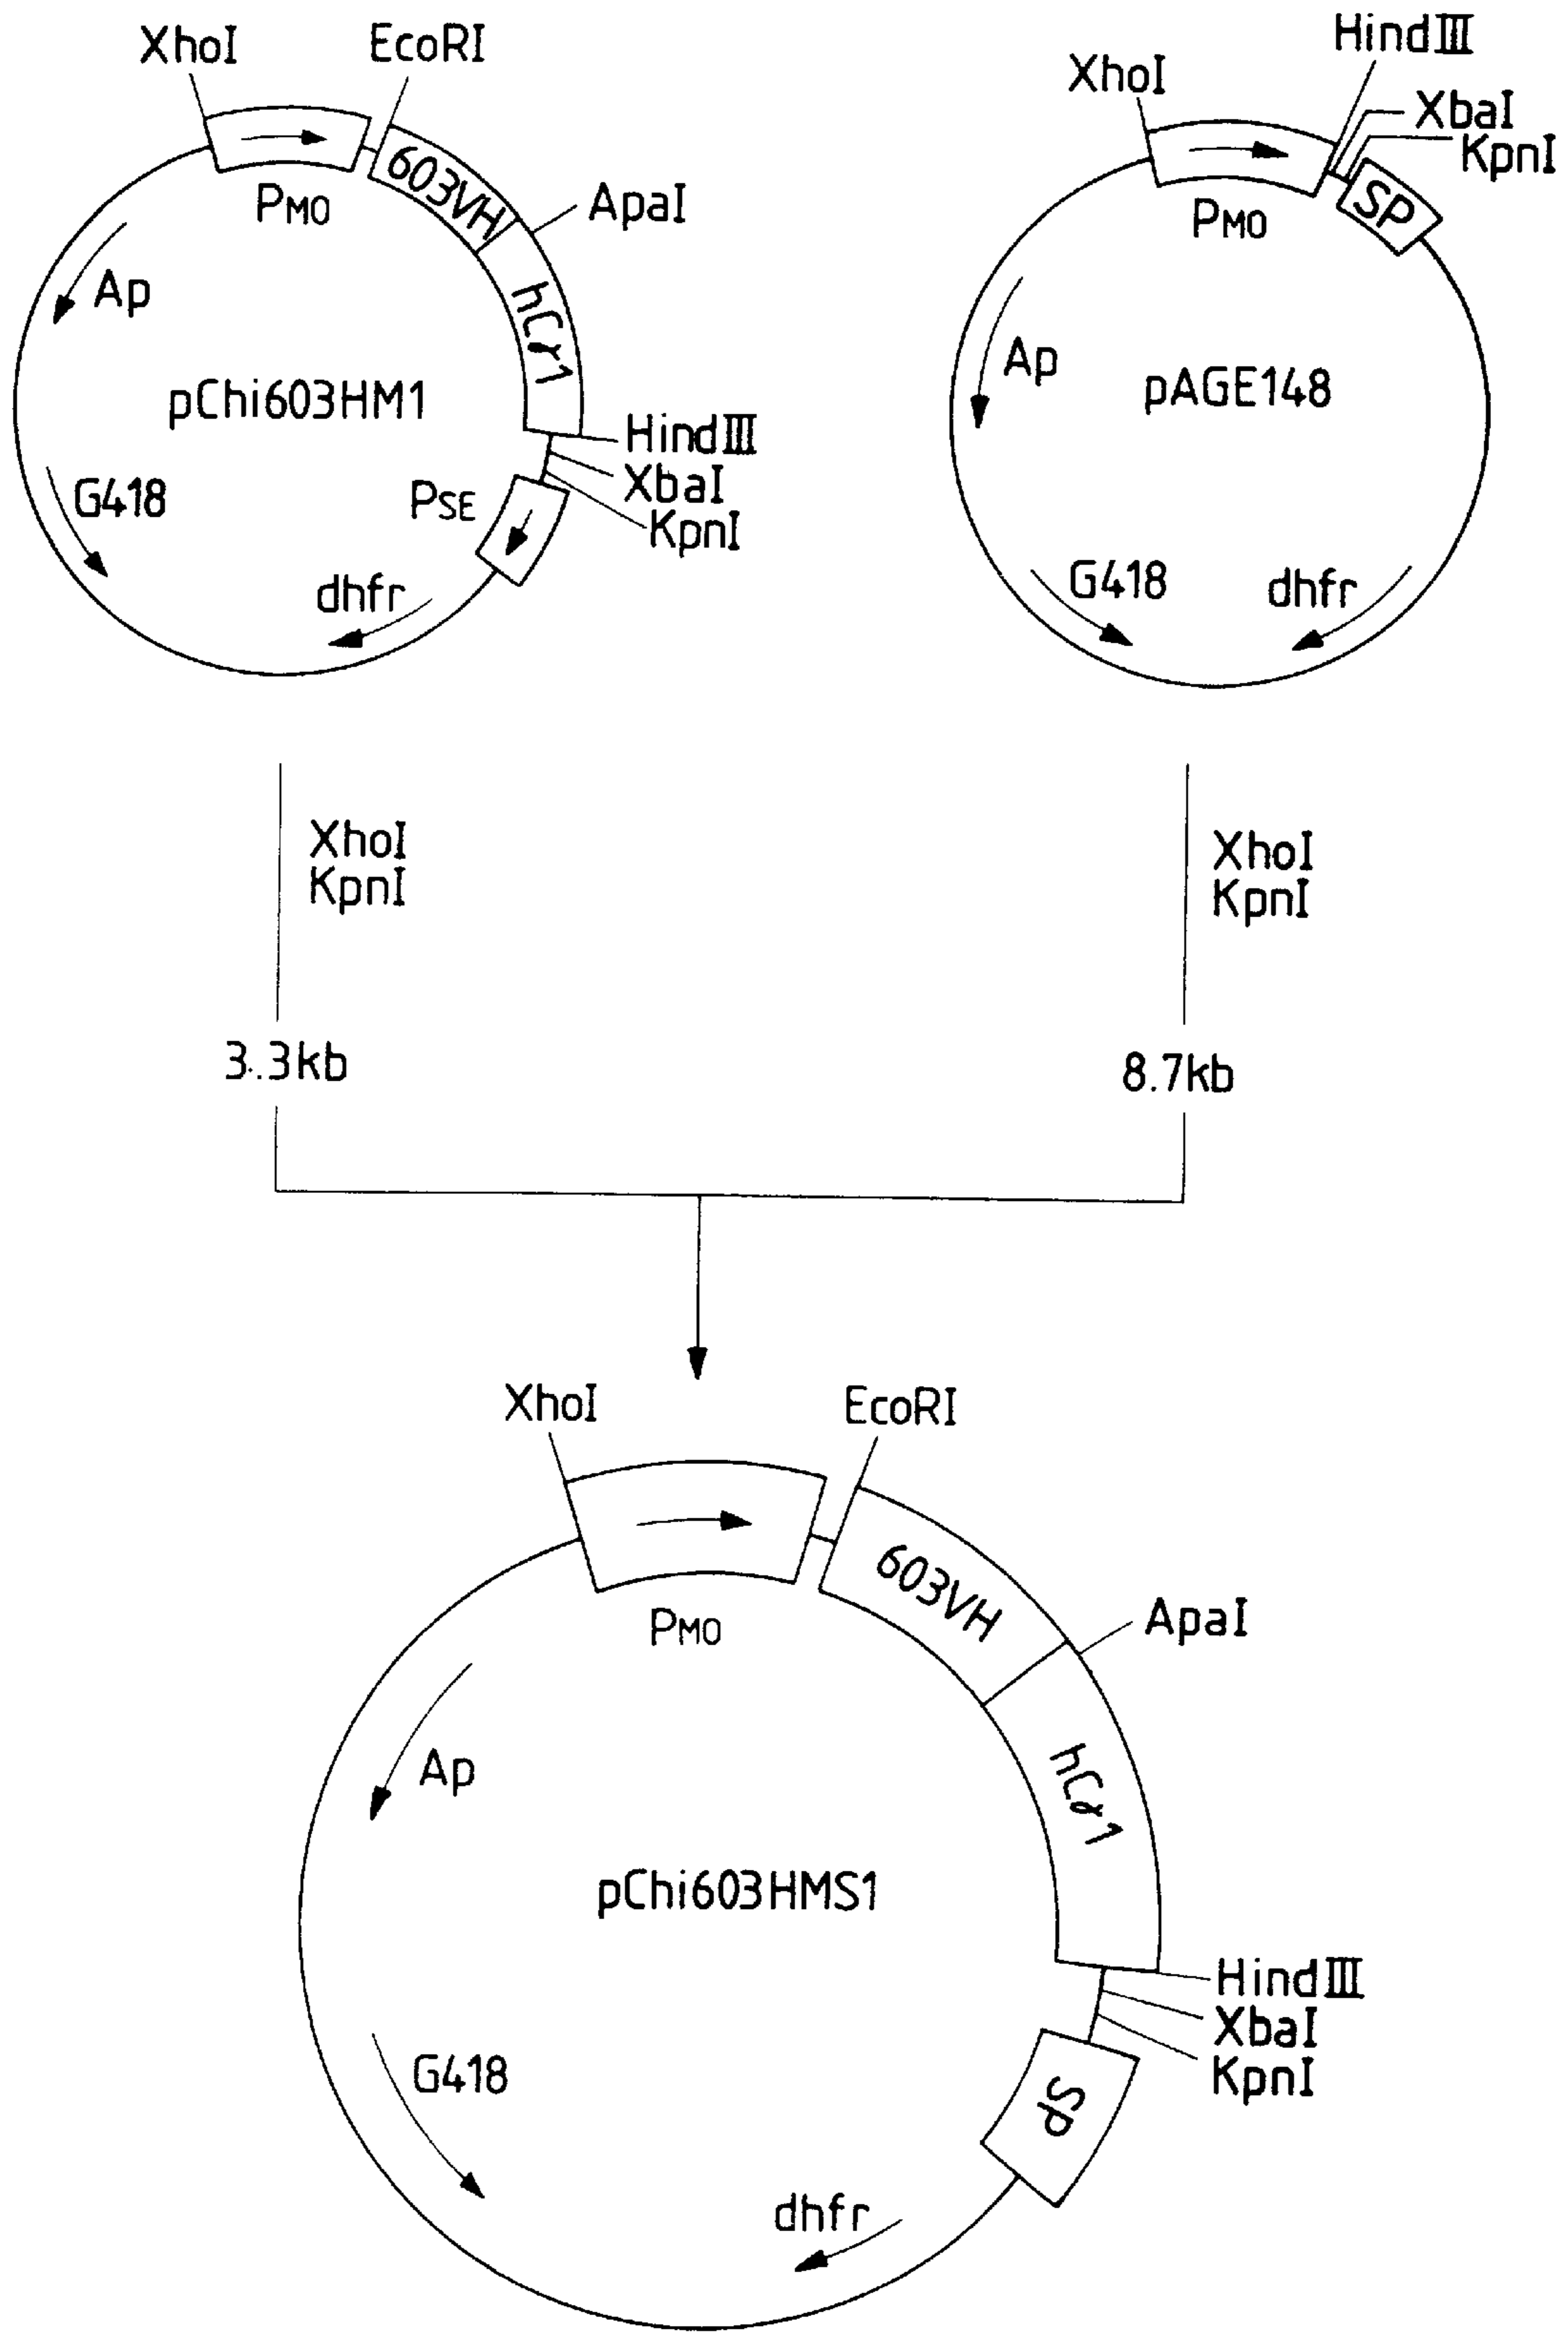 XhoI
EcoRI
603VH
ApaI
PMO
hCγ1
Ap
pChi603HM1
HindIII
XbaI
KpnI
G418
PSE
dhfr
HindIII
XhoI
XbaI
KpnI
SP
PMO
Ap
pAGE148
G418
dhfr
XhoI
KpnI
3.3kb
XhoI
KpnI
8.7kb
XhoI
EcoRI
603VH
ApaI
PMO
hCγ1
Ap
pChi603HMS1
HindIII
XbaI
KpnI
G418
SP
dhfr